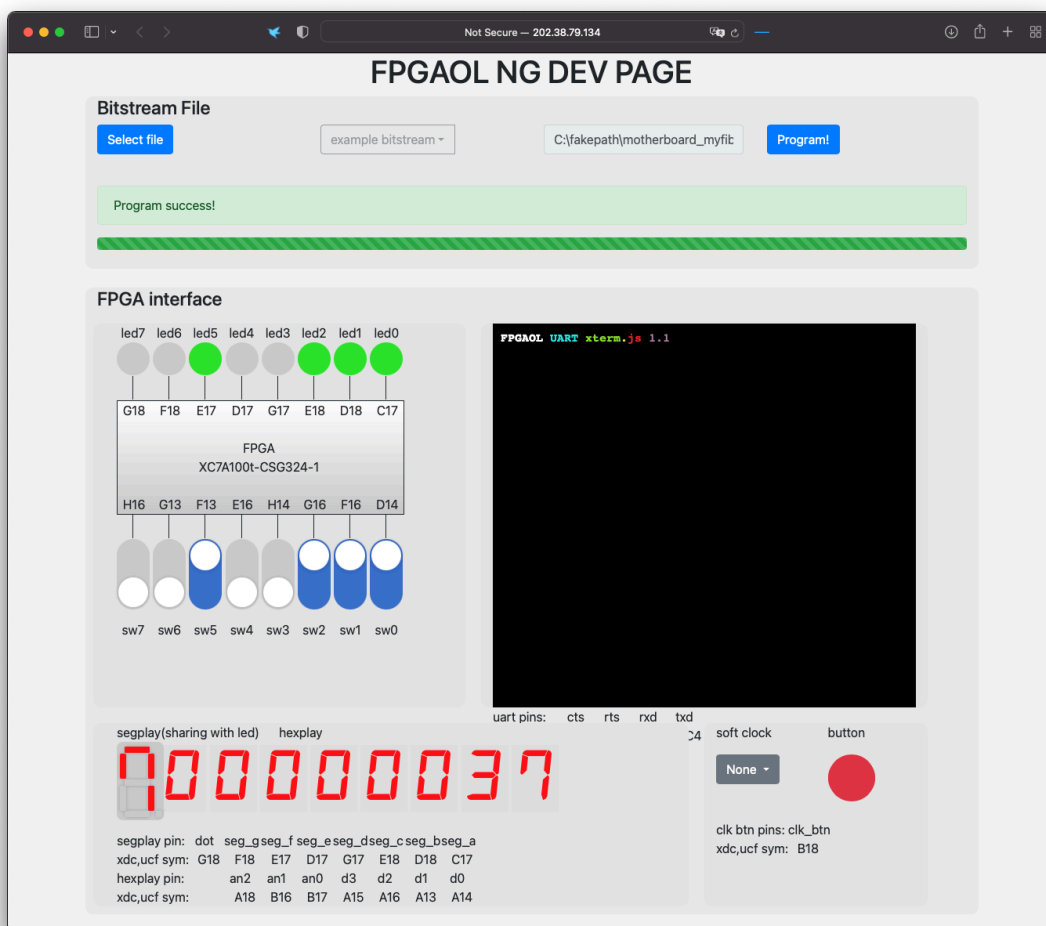 Not Secure — 202.38.79.134
FPGAOL NG DEV PAGE
Bitstream File
Select file
example bitstream
C:\fakepath\motherboard_myfib
Program!
Program success!
FPGA interface
led7 led6 led5 led4 led3 led2 led1 led0
G18 F18 E17 D17 G17 E18 D18 C17
FPGA
XC7A100t-CSG324-1
H16 G13 F13 E16 H14 G16 F16 D14
sw7 sw6 sw5 sw4 sw3 sw2 sw1 sw0
FPGAOL UART xterm.js 1.1
uart pins: cts rts rxd txd
C4
segplay(sharing with led) hexplay
00000037
segplay pin: dot seg_g seg_f seg_e seg_d seg_c seg_b seg_a
xdc,ucf sym: G18 F18 E17 D17 G17 E18 D18 C17
hexplay pin: an2 an1 an0 d3 d2 d1 d0
xdc,ucf sym: A18 B16 B17 A15 A16 A13 A14
soft clock button
None
clk btn pins: clk_btn
xdc,ucf sym: B18